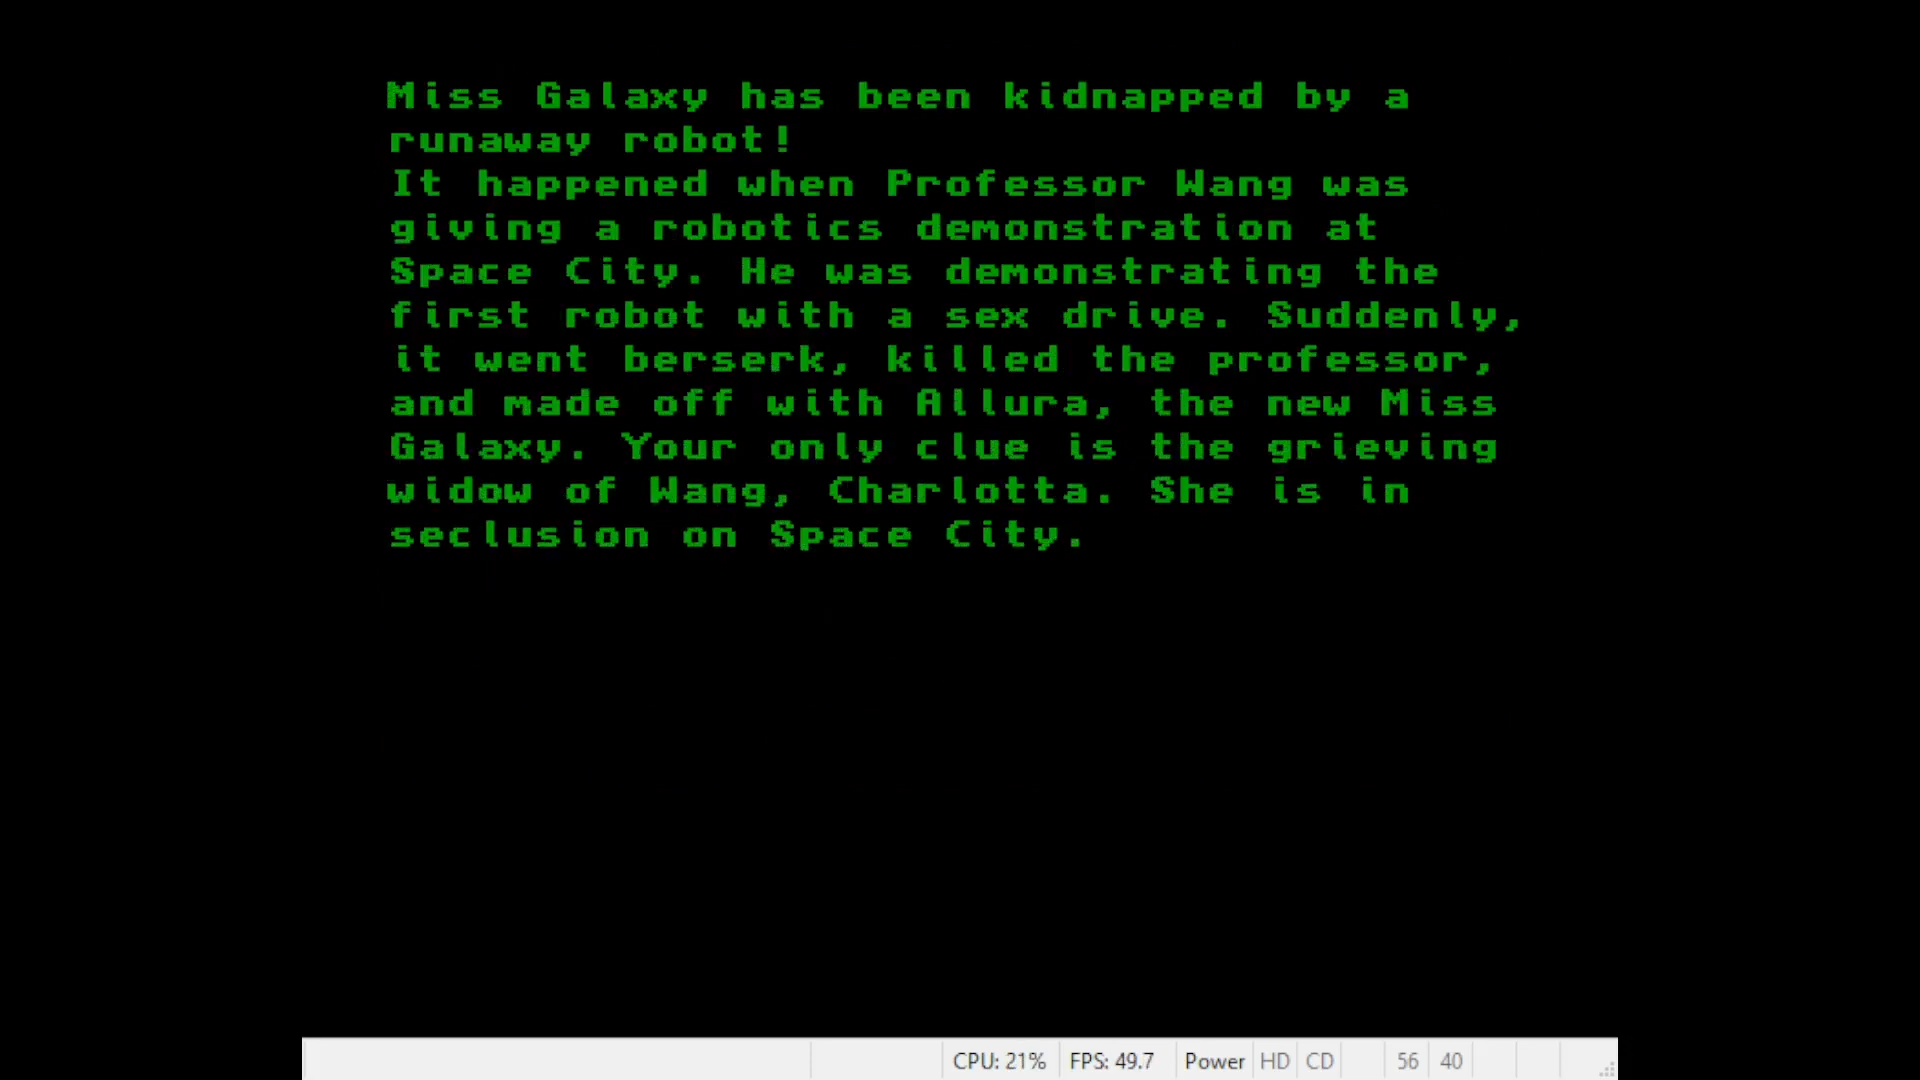 Miss Galaxy has been kidnapped by a
runaway robot!
It happened when Professor Wang was
giving a robotics demonstration at
Space City. He was demonstrating the
first robot with a sex drive. Suddenly,
it went berserk, killed the professor,
and made off with Allura, the new Miss
Galaxy. Your only clue is the grieving
widow of Wang, Charlotta. She is in
seclusion on Space City.
CPU: 21% FPS: 49.7 Power HD CD 56 40